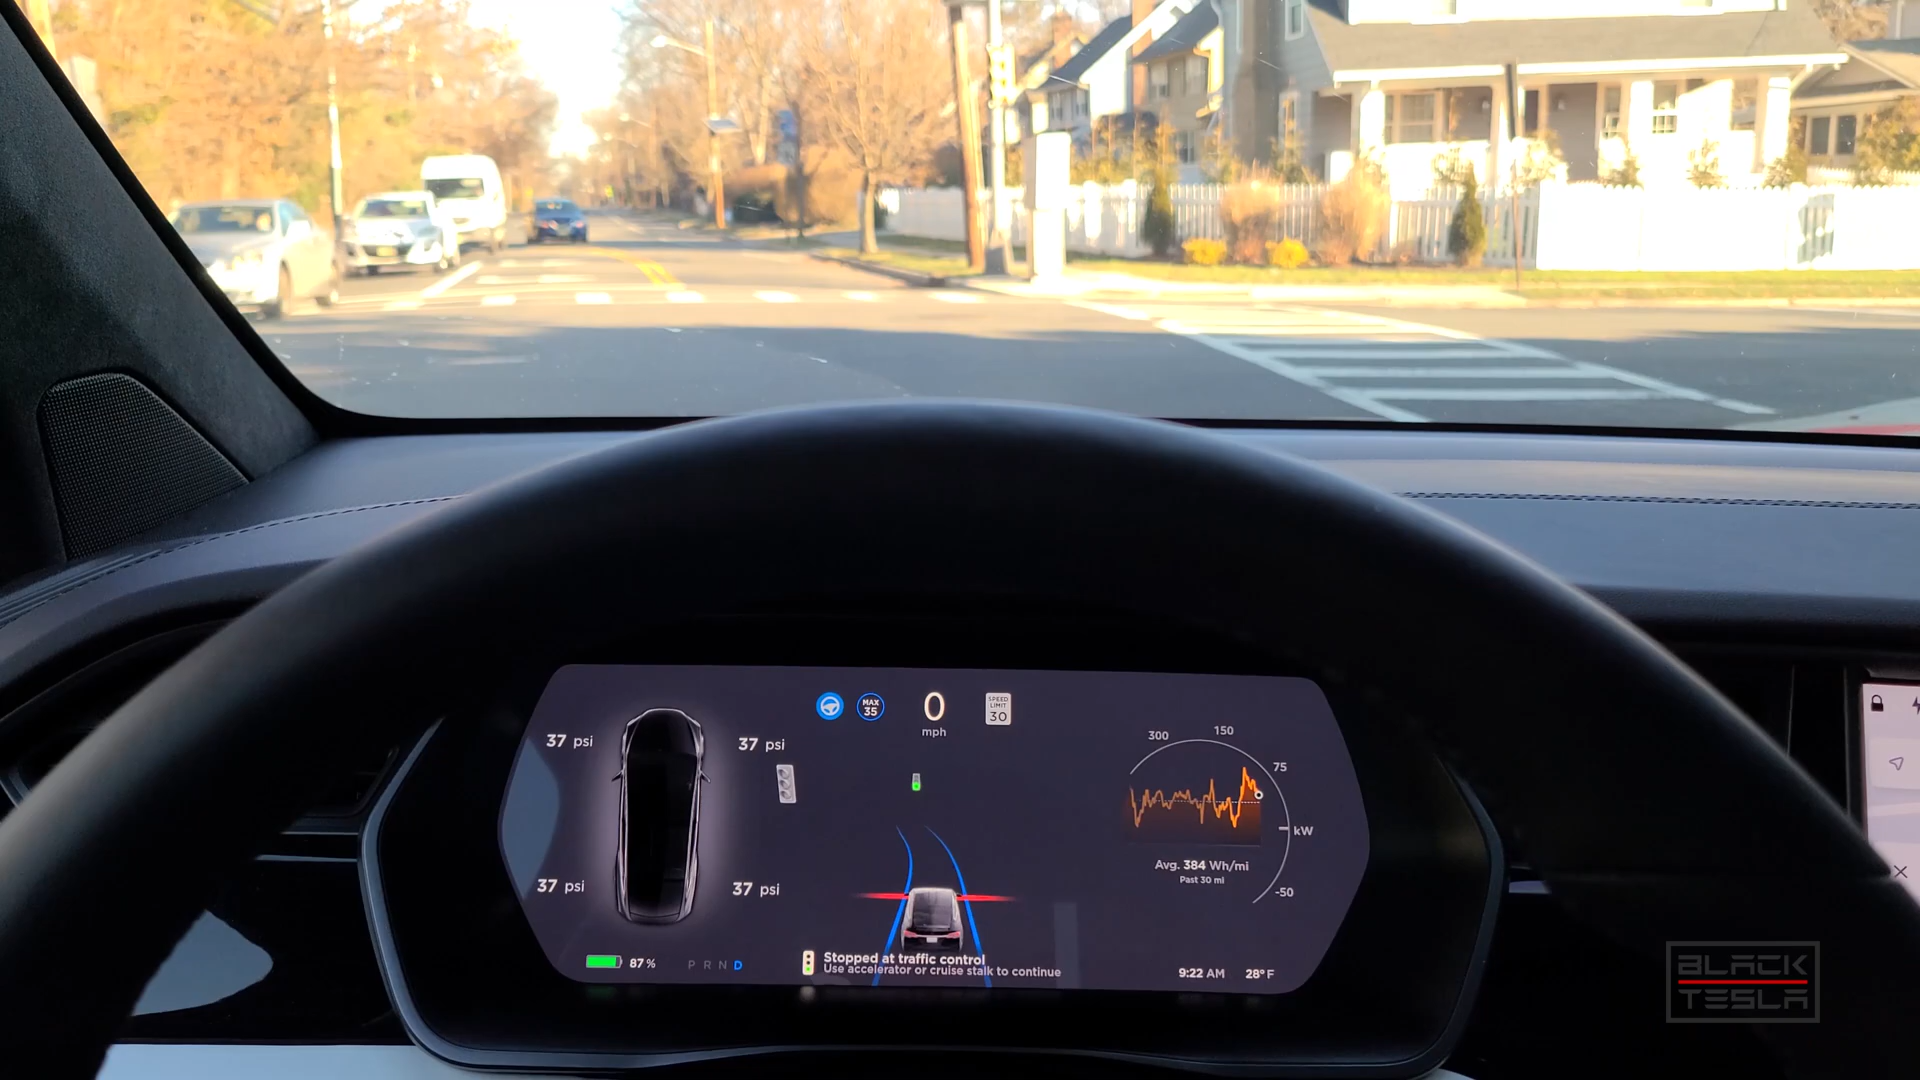 37 psi
37 psi
37 psi
37 psi
MAX
35
0
mph
SPEED
LIMIT
30
300
150
75
kW
-50
Avg. 384 Wh/mi
Past 30 mi
87 %
P R N D
Stopped at traffic control
Use accelerator or cruise stalk to continue
9:22 AM
28° F
BLACK
TESLA